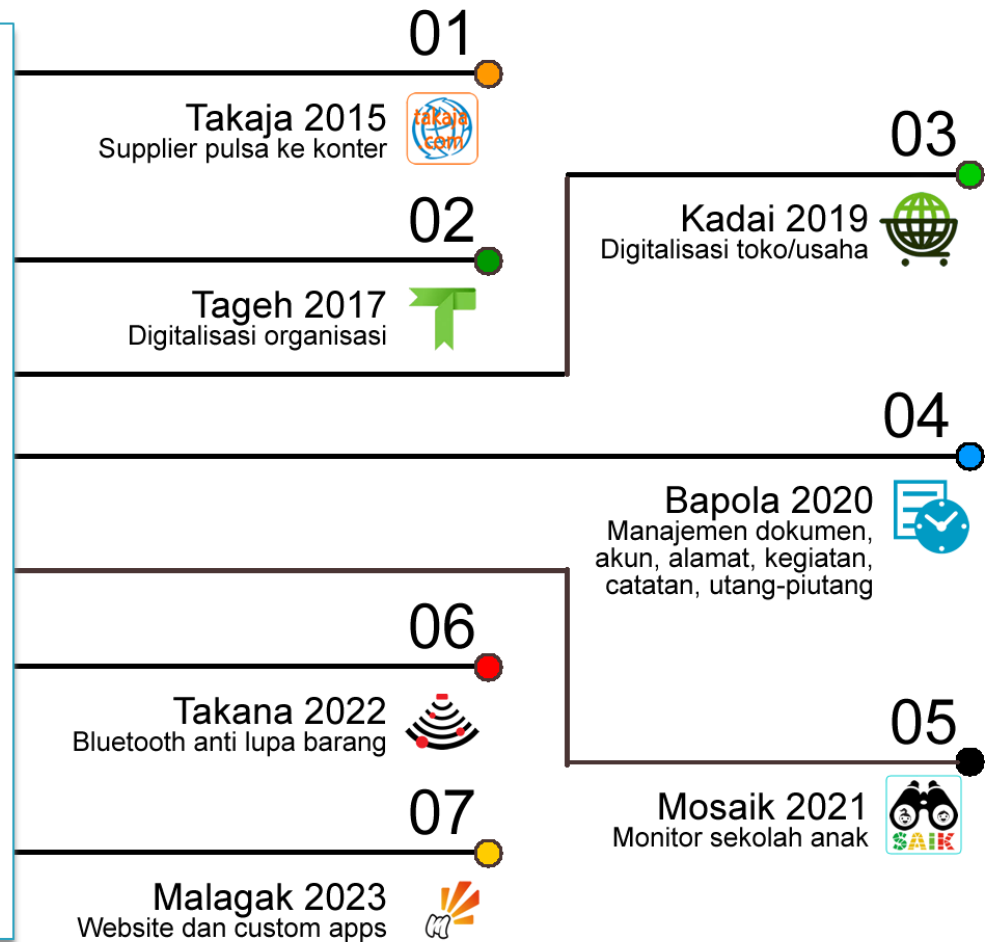 01
Takaja 2015
Supplier pulsa ke konter
takaja
com
02
Tageh 2017
Digitalisasi organisasi
03
Kadai 2019
Digitalisasi toko/usaha
04
Bapola 2020
Manajemen dokumen,
akun, alamat, kegiatan,
catatan, utang-piutang
05
Mosaik 2021
Monitor sekolah anak
SAIK
06
Takana 2022
Bluetooth anti lupa barang
07
Malagak 2023
Website dan custom apps
m